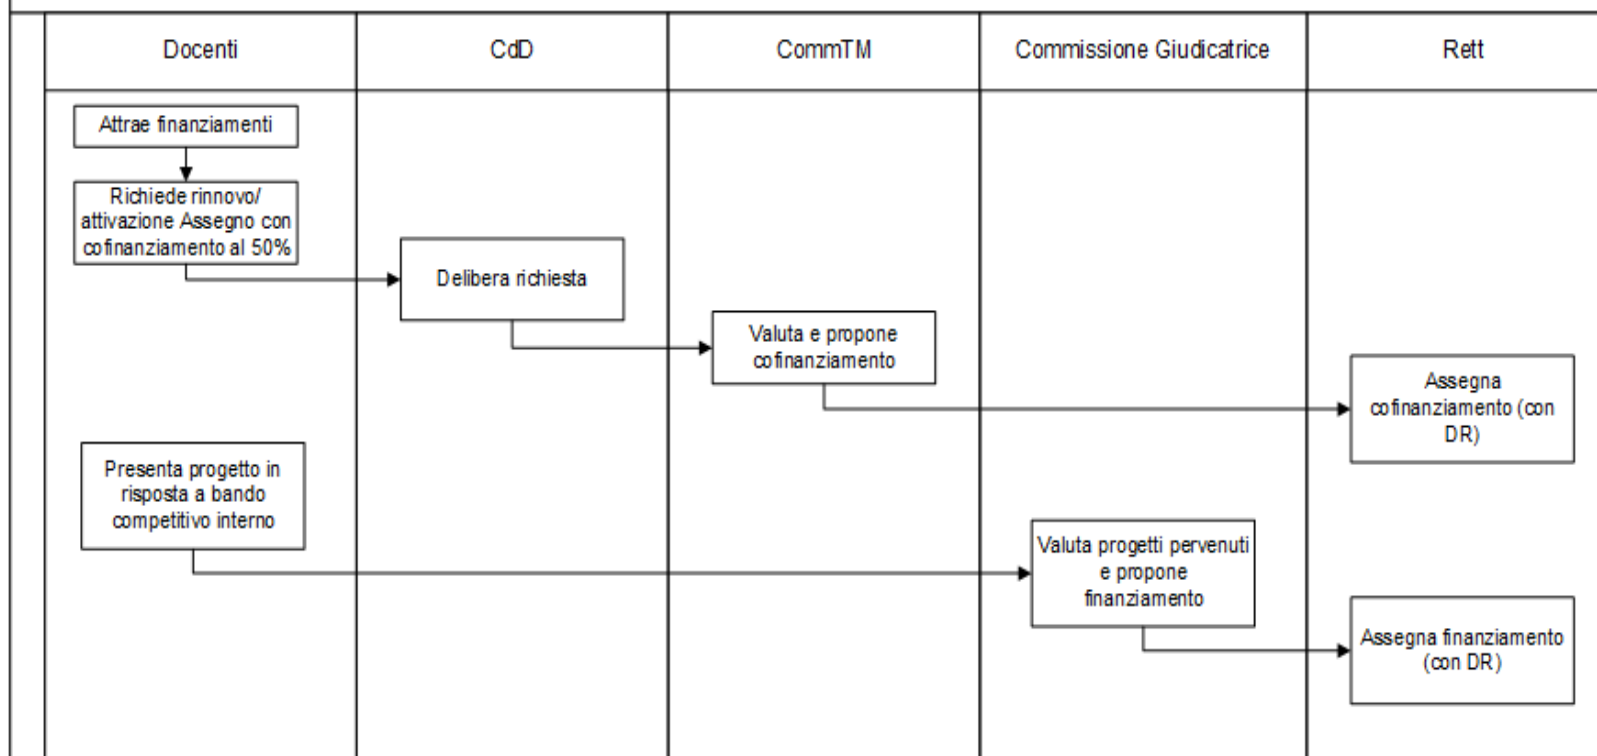 Docenti
CdD
CommTM
Commissione Giudicatrice
Rett
Attrae finanziamenti
Richiede rinnovo/
attivazione Assegno con
cofinanziamento al 50%
Delibera richiesta
Valuta e propone
cofinanziamento
Assegna
cofinanziamento (con
DR)
Presenta progetto in
risposta a bando
competitivo interno
Valuta progetti pervenuti
e propone
finanziamento
Assegna finanziamento
(con DR)